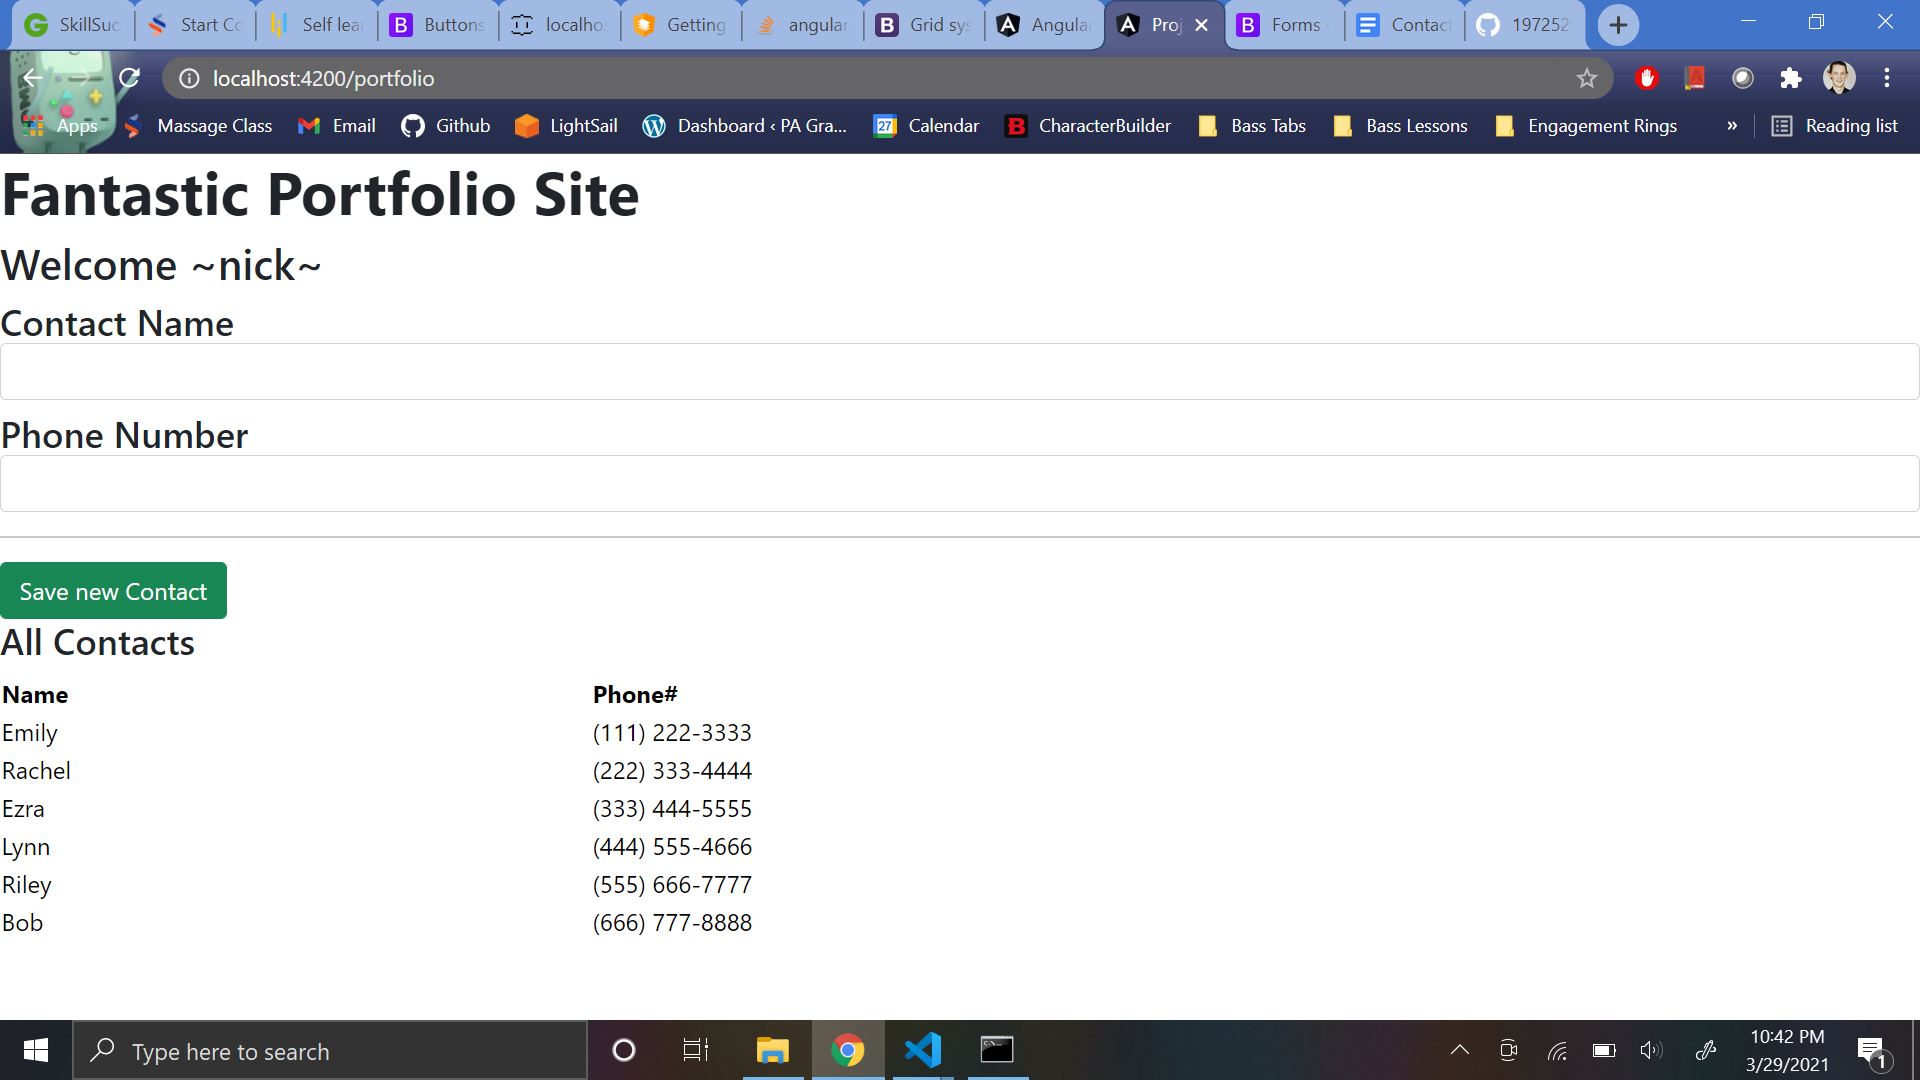 SkillSuc
Start Co
Self lear
Buttons
localhos
Getting
angular
Grid sys
Angular
Proj
Forms
Contact
197252
localhost:4200/portfolio
Apps
Massage Class
Email
Github
LightSail
Dashboard ‹ PA Gra...
27
Calendar
CharacterBuilder
Bass Tabs
Bass Lessons
Engagement Rings
»
Reading list
Fantastic Portfolio Site
Welcome ~nick~
Contact Name
Phone Number
Save new Contact
All Contacts
Name Phone#
Emily (111) 222-3333
Rachel (222) 333-4444
Ezra (333) 444-5555
Lynn (444) 555-4666
Riley (555) 666-7777
Bob (666) 777-8888
Type here to search
10:42 PM
3/29/2021
1